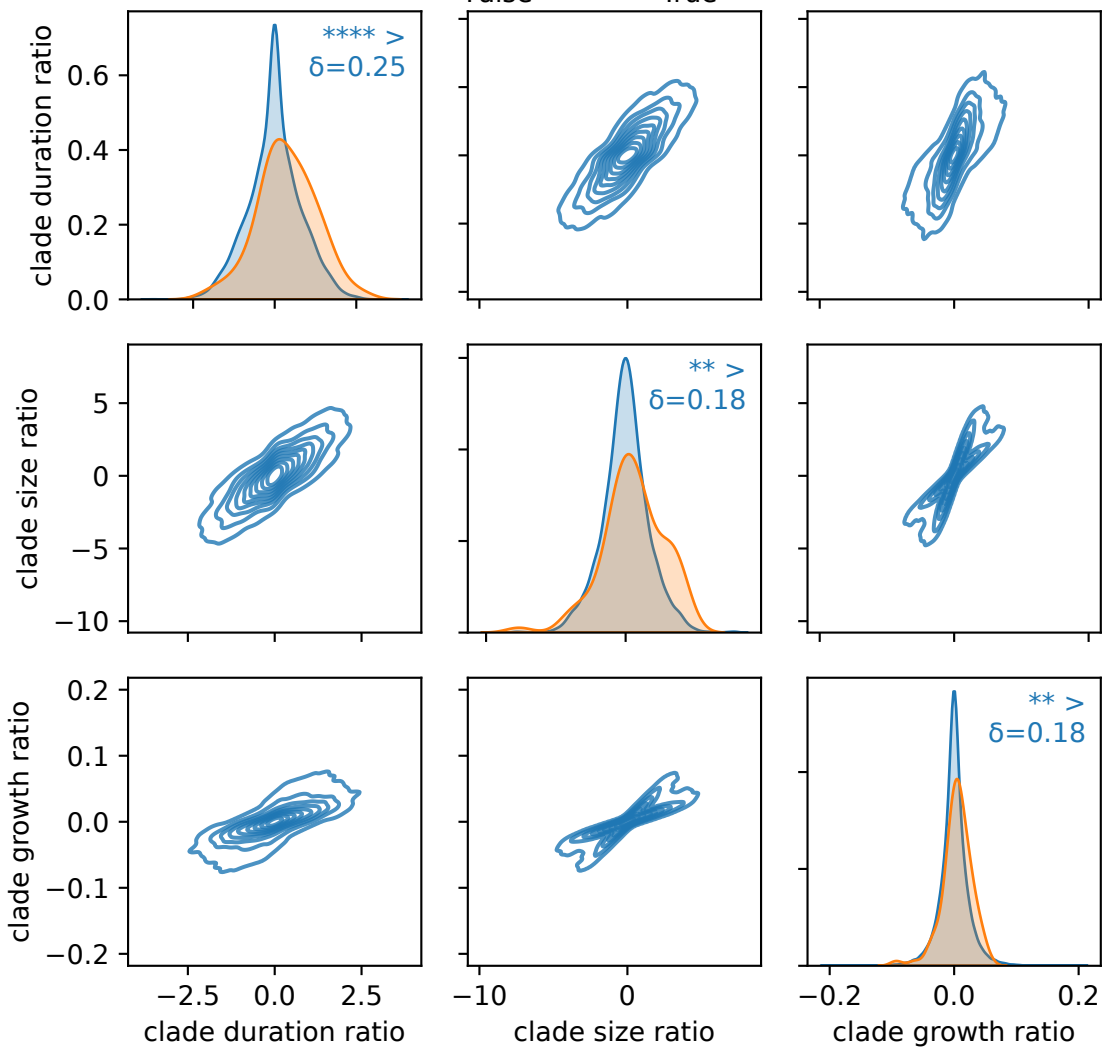 False True
clade duration ratio
0.6
0.4
0.2
0.0
**** >
δ=0.25
clade size ratio
5
0
−5
−10
** >
δ=0.18
clade growth ratio
0.2
0.1
0.0
−0.1
−0.2
** >
δ=0.18
−2.5 0.0 2.5
−10 0
−0.2 0.0 0.2
clade duration ratio
clade size ratio
clade growth ratio